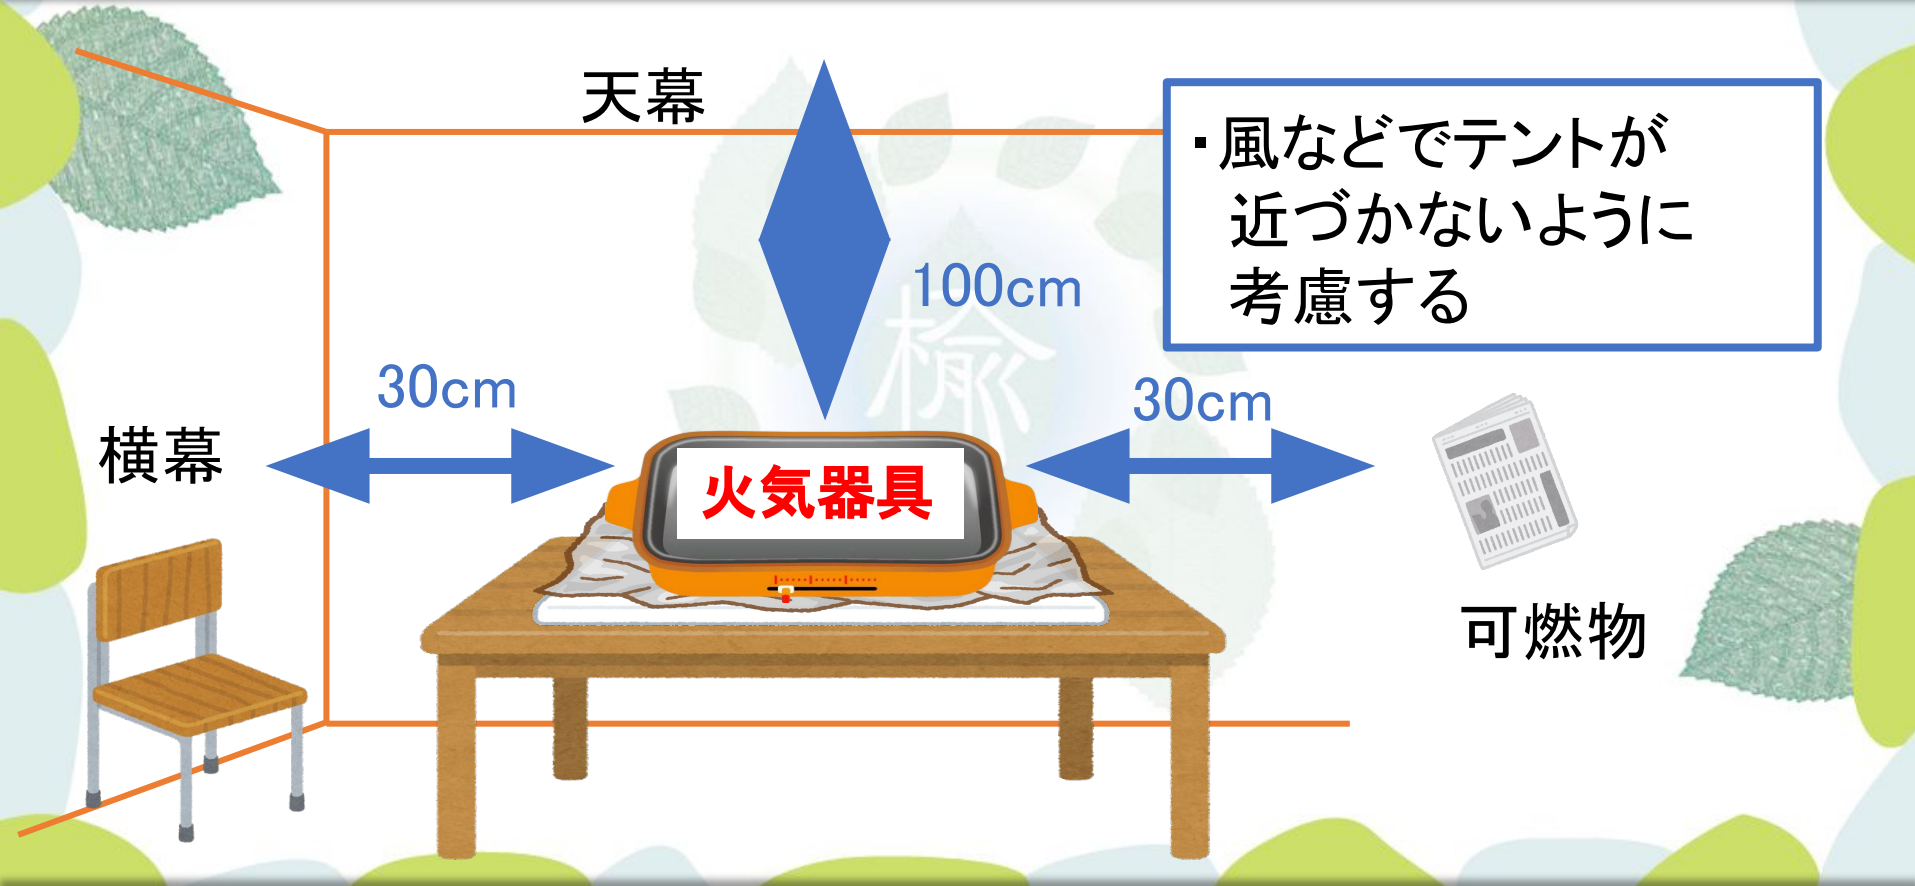 天幕
・風などでテントが
近づかないように
考慮する
100cm
楡
30cm
30cm
横幕
火気器具
可燃物